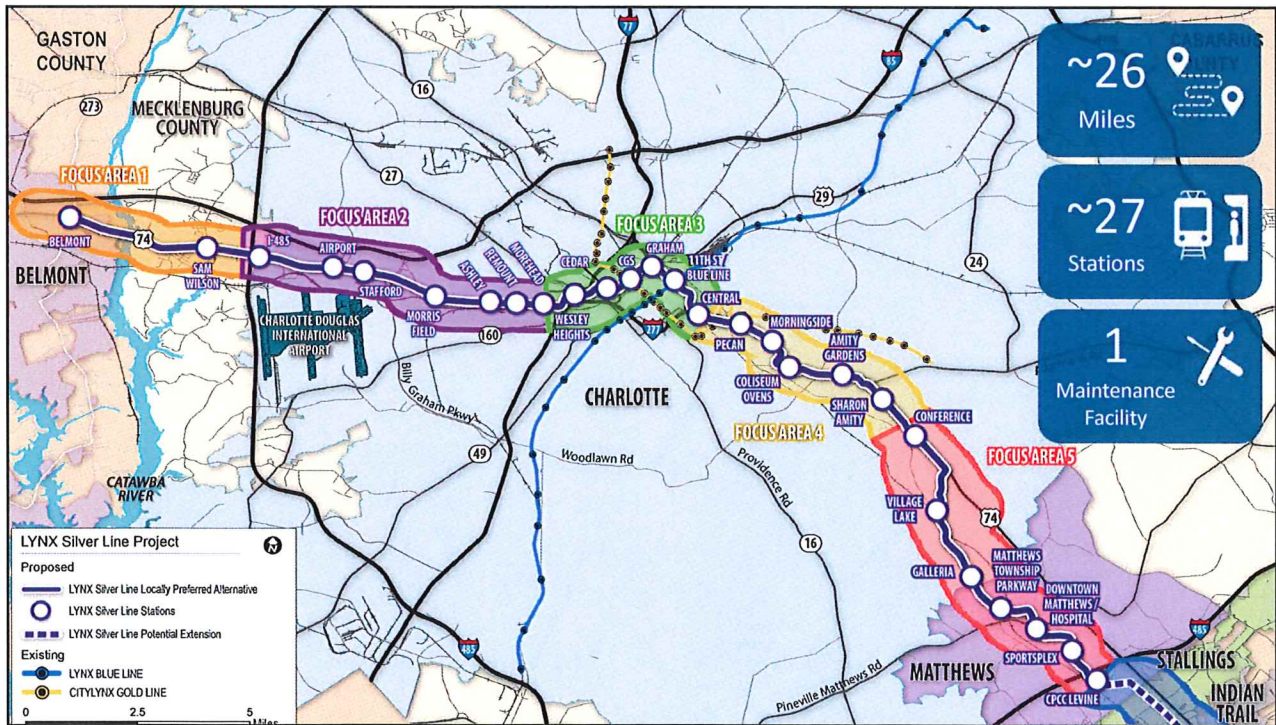 GASTON
COUNTY
MECKLENBURG
COUNTY
273
16
27
77
85
29
24
~26
Miles
~27
Stations
1
Maintenance
Facility
FOCUS AREA 1
BELMONT
74
SAM
WILSON
BELMONT
FOCUS AREA 2
I-485
AIRPORT
STAFFORD
MORRIS
FIELD
ASHLEY
REMOUNT
MOREHEAD
CHARLOTTE DOUGLAS
INTERNATIONAL
AIRPORT
160
Billy Graham Pkwy
FOCUS AREA 3
CEDAR
WESLEY
HEIGHTS
CGS
GRAHAM
11TH ST
BLUE LINE
277
CENTRAL
PECAN
MORNINGSIDE
COLISEUM
OVENS
AMITY
GARDENS
SHARON
AMITY
CONFERENCE
FOCUS AREA 4
CHARLOTTE
49
Woodlawn Rd
Providence Rd
16
FOCUS AREA 5
74
VILLAGE
LAKE
GALLERIA
MATTHEWS
TOWNSHIP
PARKWAY
DOWNTOWN
MATTHEWS/
HOSPITAL
SPORTSPLEX
CPCC LEVINE
MATTHEWS
Pineville Matthews Rd
485
485
STALLINGS
INDIAN
TRAIL
CATAWBA
RIVER
LYNX Silver Line Project
N
Proposed
LYNX Silver Line Locally Preferred Alternative
LYNX Silver Line Stations
LYNX Silver Line Potential Extension
Existing
LYNX BLUE LINE
CITYLYNX GOLD LINE
0 2.5 5
Miles